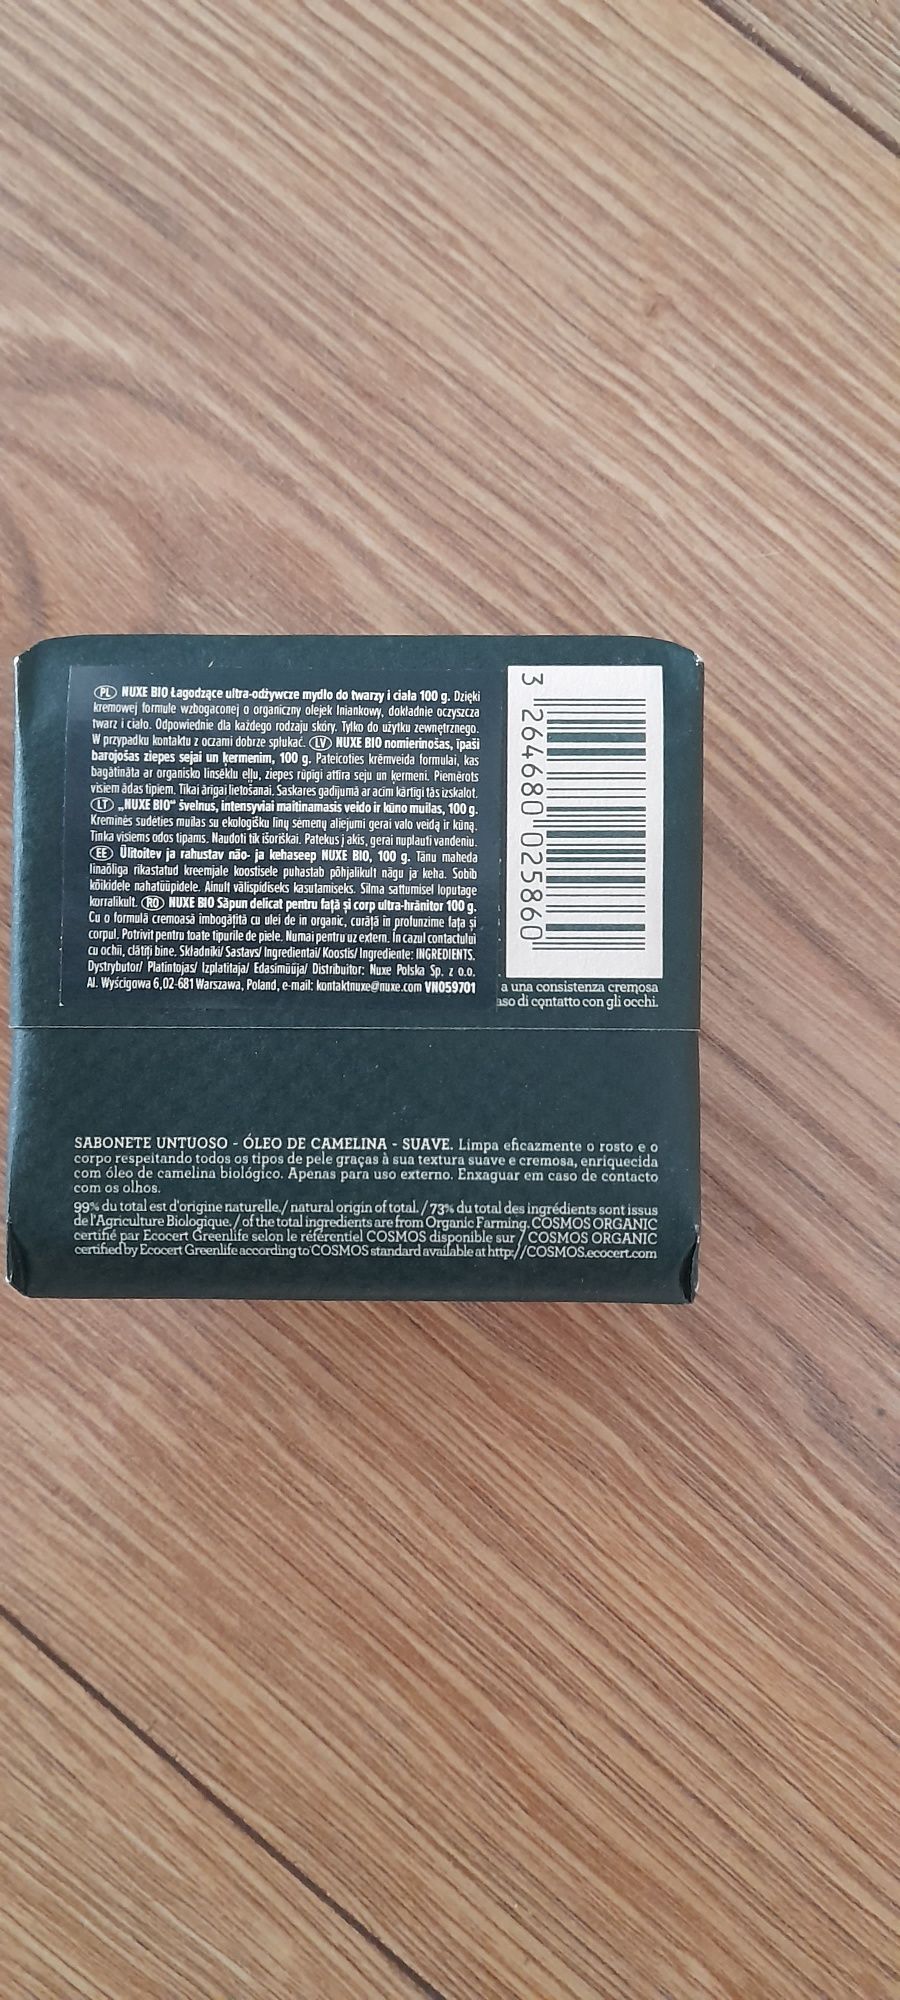 PL NUXE BIO Łagodzące ultra-odżywcze mydło do twarzy i ciała 100 g. Dzięki
kremowej formule wzbogaconej o organiczny olejek lniankowy, dokładnie oczyszcza
twarz i ciało. Odpowiednie dla każdego rodzaju skóry. Tylko do użytku zewnętrznego.
W przypadku kontaktu z oczami dobrze spłukać. LV NUXE BIO nomierinošas, īpaši
barojošas ziepes sejai un ķermenim, 100 g. Pateicoties krēmveida formulai, kas
bagātināta ar organisko linsēklu eļļu, ziepes rūpīgi attīra seju un ķermeni. Piemērots
visiem ādas tipiem. Tikai ārīgai lietošanai. Saskares gadījumā ar acīm kārtīgi tās izskalot.
LT „NUXE BIO“ švelnus, intensyviai maitinamasis veido ir kūno muilas, 100 g.
Kreminės sudėties muilas su ekologišku linų sėmenų aliejumi gerai valo veidą ir kūną.
Tinka visiems odos tipams. Naudoti tik išoriškai. Patekus į akis, gerai nuplauti vandeniu.
EE Ülitoitev ja rahustav näo- ja kehaseep NUXE BIO, 100 g. Tänu maheda
linaõliga rikastatud kreemjale koostisele puhastab põhjalikult nägu ja keha. Sobib
kõikidele nahatüüpidele. Ainult välispidiseks kasutamiseks. Silma sattumisel loputage
korralikult. RO NUXE BIO Săpun delicat pentru față și corp ultra-hrănitor 100 g.
Cu o formulă cremoasă îmbogățită cu ulei de in organic, curăță în profunzime fața și
corpul. Potrivit pentru toate tipurile de piele. Numai pentru uz extern. În cazul contactului
cu ochii, clătiți bine. Składniki/ Sastavs/ Ingredientai/ Koostis/ Ingrediente: INGREDIENTS.
Dystrybutor/ Platintojas/ Izplatītāja/ Edasimüüja/ Distribuitor: Nuxe Polska Sp. z o.o.
Al. Wyścigowa 6,02-681 Warszawa, Poland, e-mail: kontaktnuxe@nuxe.com VN059701
3 264680 025860
a una consistenza cremosa
aso di contatto con gli occhi.
SABONETE UNTUOSO - ÓLEO DE CAMELINA - SUAVE. Limpa eficazmente o rosto e o
corpo respeitando todos os tipos de pele graças à sua textura suave e cremosa, enriquecida
com óleo de camelina biológico. Apenas para uso externo. Enxaguar em caso de contacto
com os olhos.
99% du total est d'origine naturelle./ natural origin of total. / 73% du total des ingrédients sont issus
de l'Agriculture Biologique. / of the total ingredients are from Organic Farming. COSMOS ORGANIC
certifié par Ecocert Greenlife selon le référentiel COSMOS disponible sur / COSMOS ORGANIC
certified by Ecocert Greenlife according to COSMOS standard available at http://COSMOS.ecocert.com